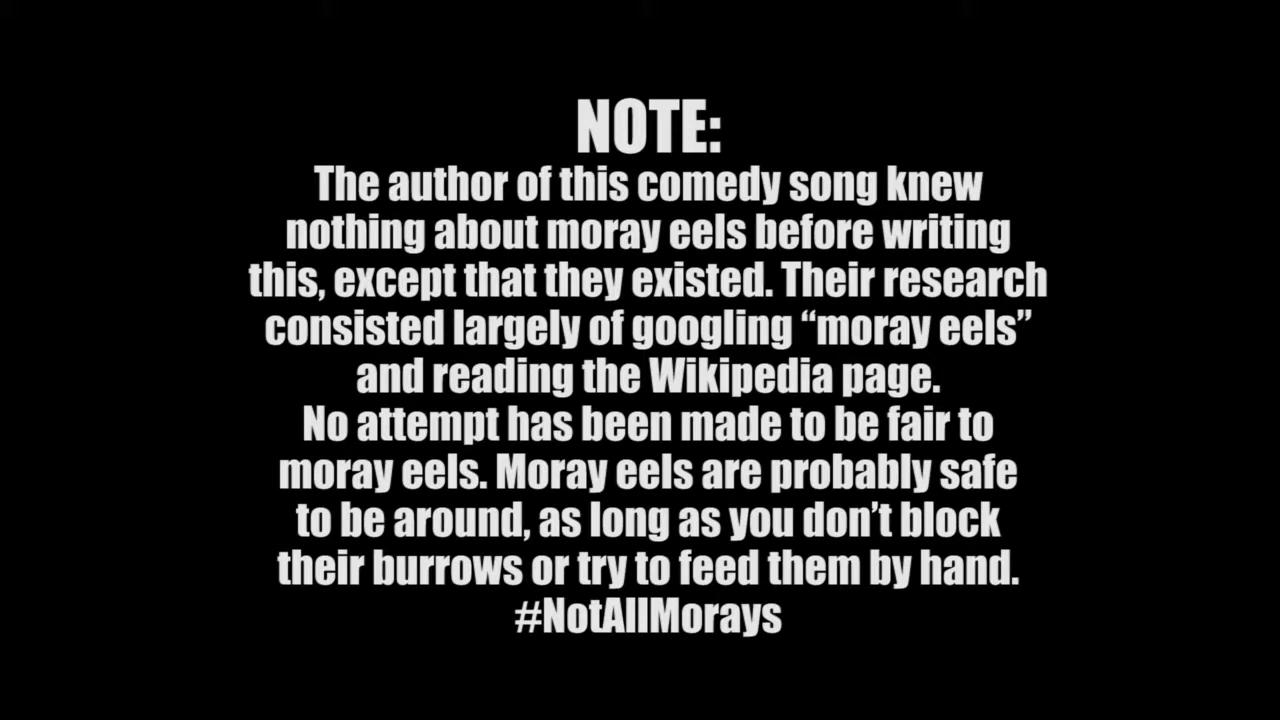 NOTE:
The author of this comedy song knew
nothing about moray eels before writing
this, except that they existed. Their research
consisted largely of googling “moray eels”
and reading the Wikipedia page.
No attempt has been made to be fair to
moray eels. Moray eels are probably safe
to be around, as long as you don’t block
their burrows or try to feed them by hand.
#NotAllMorays